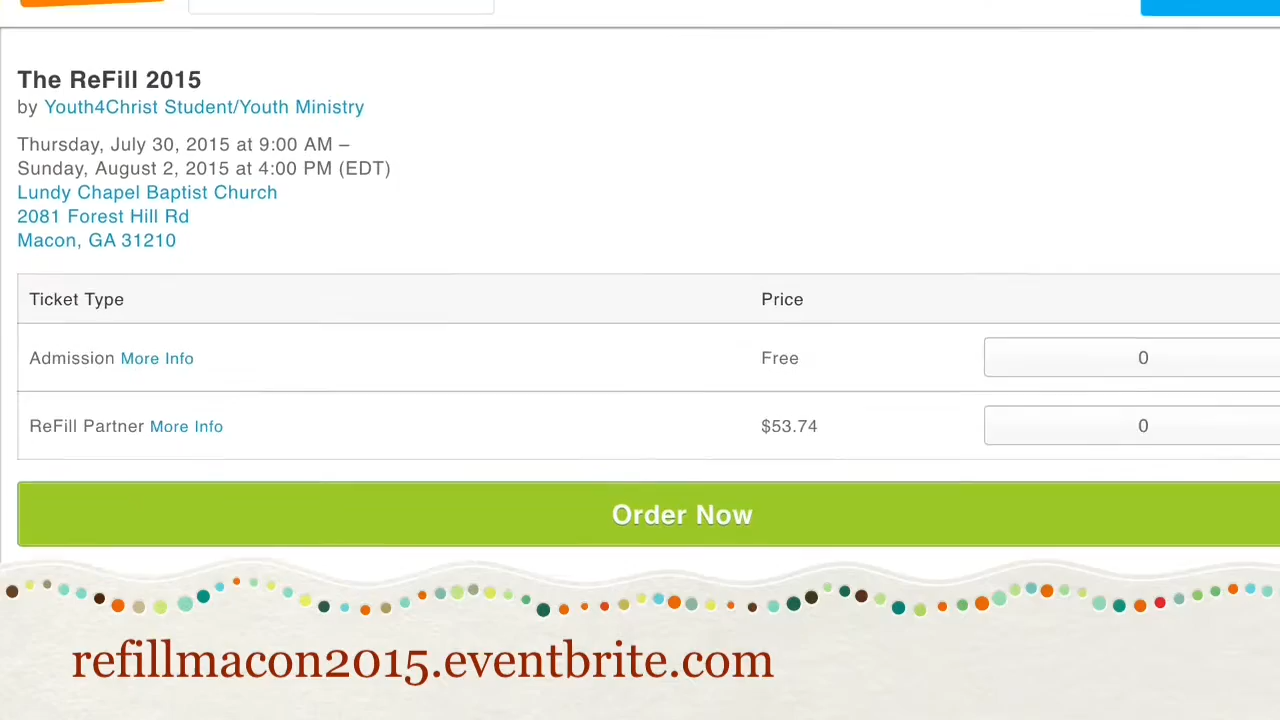 The ReFill 2015
by Youth4Christ Student/Youth Ministry
Thursday, July 30, 2015 at 9:00 AM –
Sunday, August 2, 2015 at 4:00 PM (EDT)
Lundy Chapel Baptist Church
2081 Forest Hill Rd
Macon, GA 31210
Ticket Type Price
Admission More Info Free 0
ReFill Partner More Info $53.74 0
Order Now
refillmacon2015.eventbrite.com